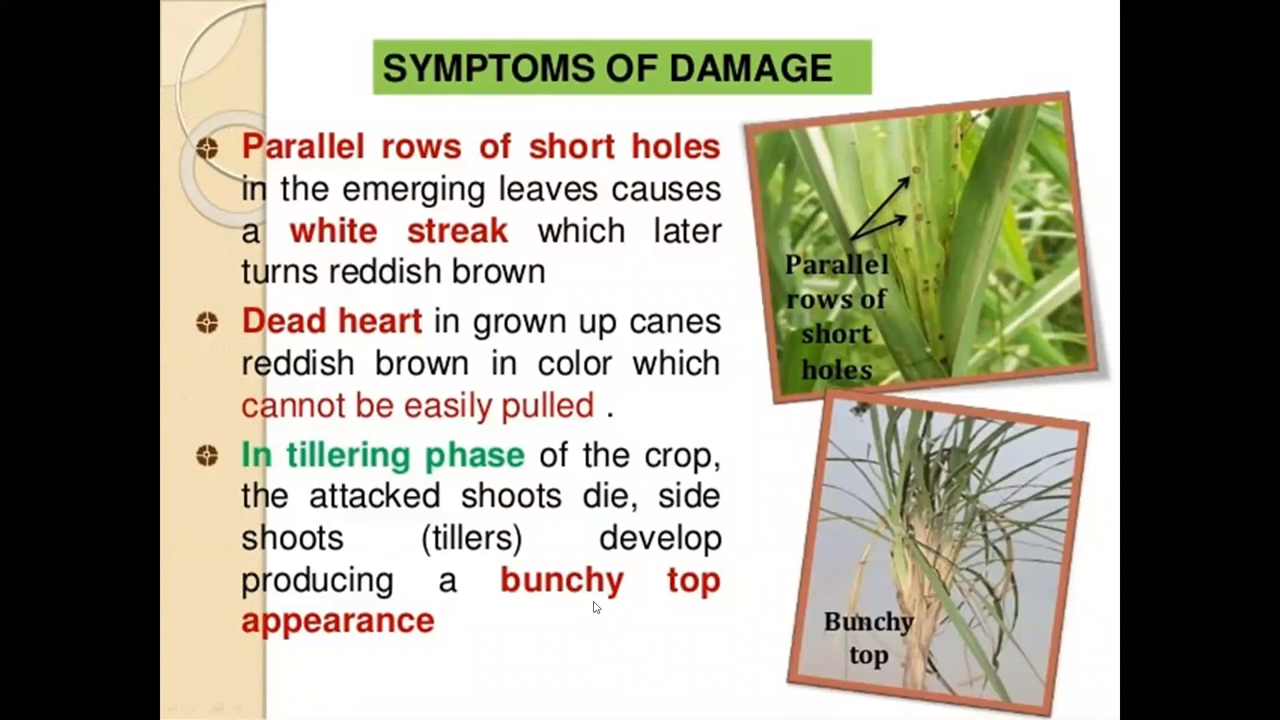 SYMPTOMS OF DAMAGE
Parallel rows of short holes
in the emerging leaves causes
a white streak which later
turns reddish brown
Dead heart in grown up canes
reddish brown in color which
cannot be easily pulled .
In tillering phase of the crop,
the attacked shoots die, side
shoots (tillers) develop
producing a bunchy top
appearance
Parallel
rows of
short
holes
Bunchy
top